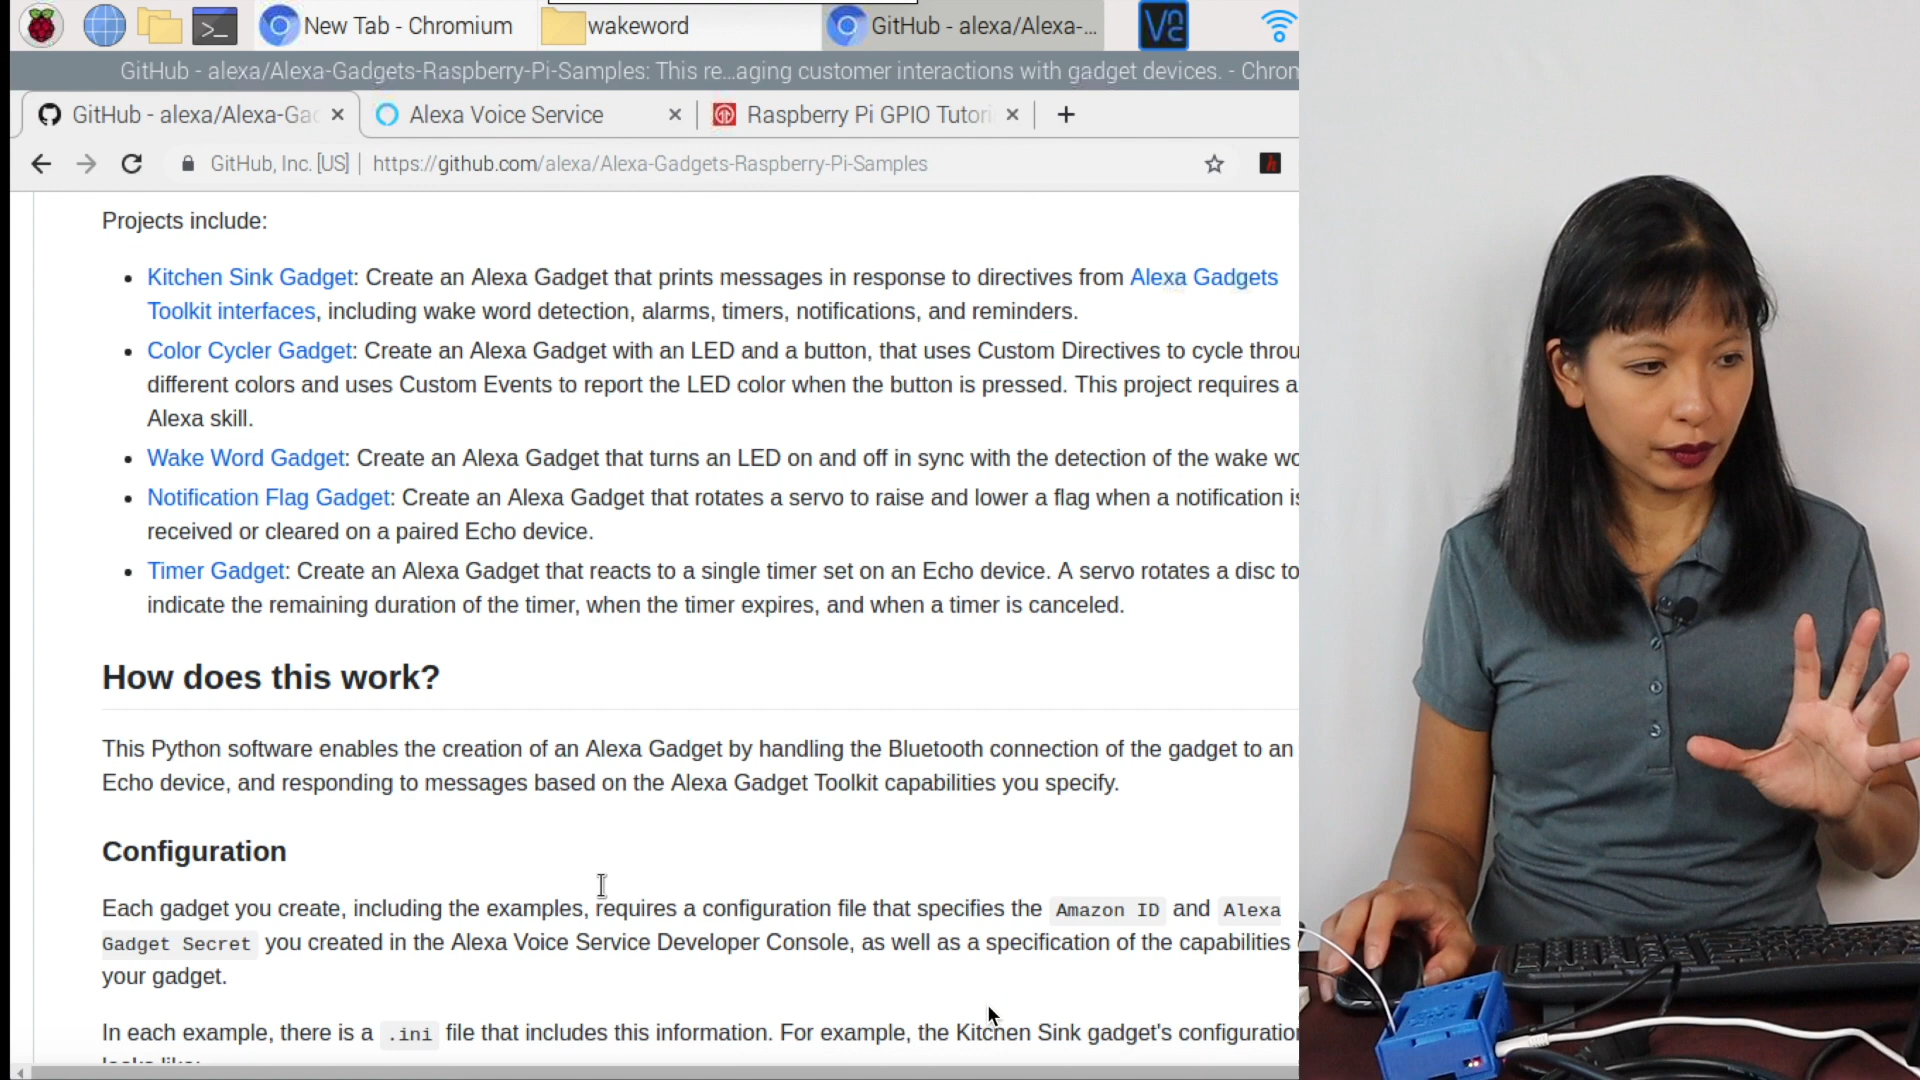 New Tab - Chromium
wakeword
GitHub - alexa/Alexa-...
GitHub - alexa/Alexa-Gadgets-Raspberry-Pi-Samples: This re...aging customer interactions with gadget devices. - Chrom
GitHub - alexa/Alexa-Gad
Alexa Voice Service
Raspberry Pi GPIO Tutori
GitHub, Inc. [US] | https://github.com/alexa/Alexa-Gadgets-Raspberry-Pi-Samples
Projects include:
Kitchen Sink Gadget: Create an Alexa Gadget that prints messages in response to directives from Alexa Gadgets
Toolkit interfaces, including wake word detection, alarms, timers, notifications, and reminders.
Color Cycler Gadget: Create an Alexa Gadget with an LED and a button, that uses Custom Directives to cycle throu
different colors and uses Custom Events to report the LED color when the button is pressed. This project requires a
Alexa skill.
Wake Word Gadget: Create an Alexa Gadget that turns an LED on and off in sync with the detection of the wake wo
Notification Flag Gadget: Create an Alexa Gadget that rotates a servo to raise and lower a flag when a notification is
received or cleared on a paired Echo device.
Timer Gadget: Create an Alexa Gadget that reacts to a single timer set on an Echo device. A servo rotates a disc to
indicate the remaining duration of the timer, when the timer expires, and when a timer is canceled.
How does this work?
This Python software enables the creation of an Alexa Gadget by handling the Bluetooth connection of the gadget to an
Echo device, and responding to messages based on the Alexa Gadget Toolkit capabilities you specify.
Configuration
Each gadget you create, including the examples, requires a configuration file that specifies the Amazon ID and Alexa
Gadget Secret you created in the Alexa Voice Service Developer Console, as well as a specification of the capabilities
your gadget.
In each example, there is a .ini file that includes this information. For example, the Kitchen Sink gadget's configuration
looks like: